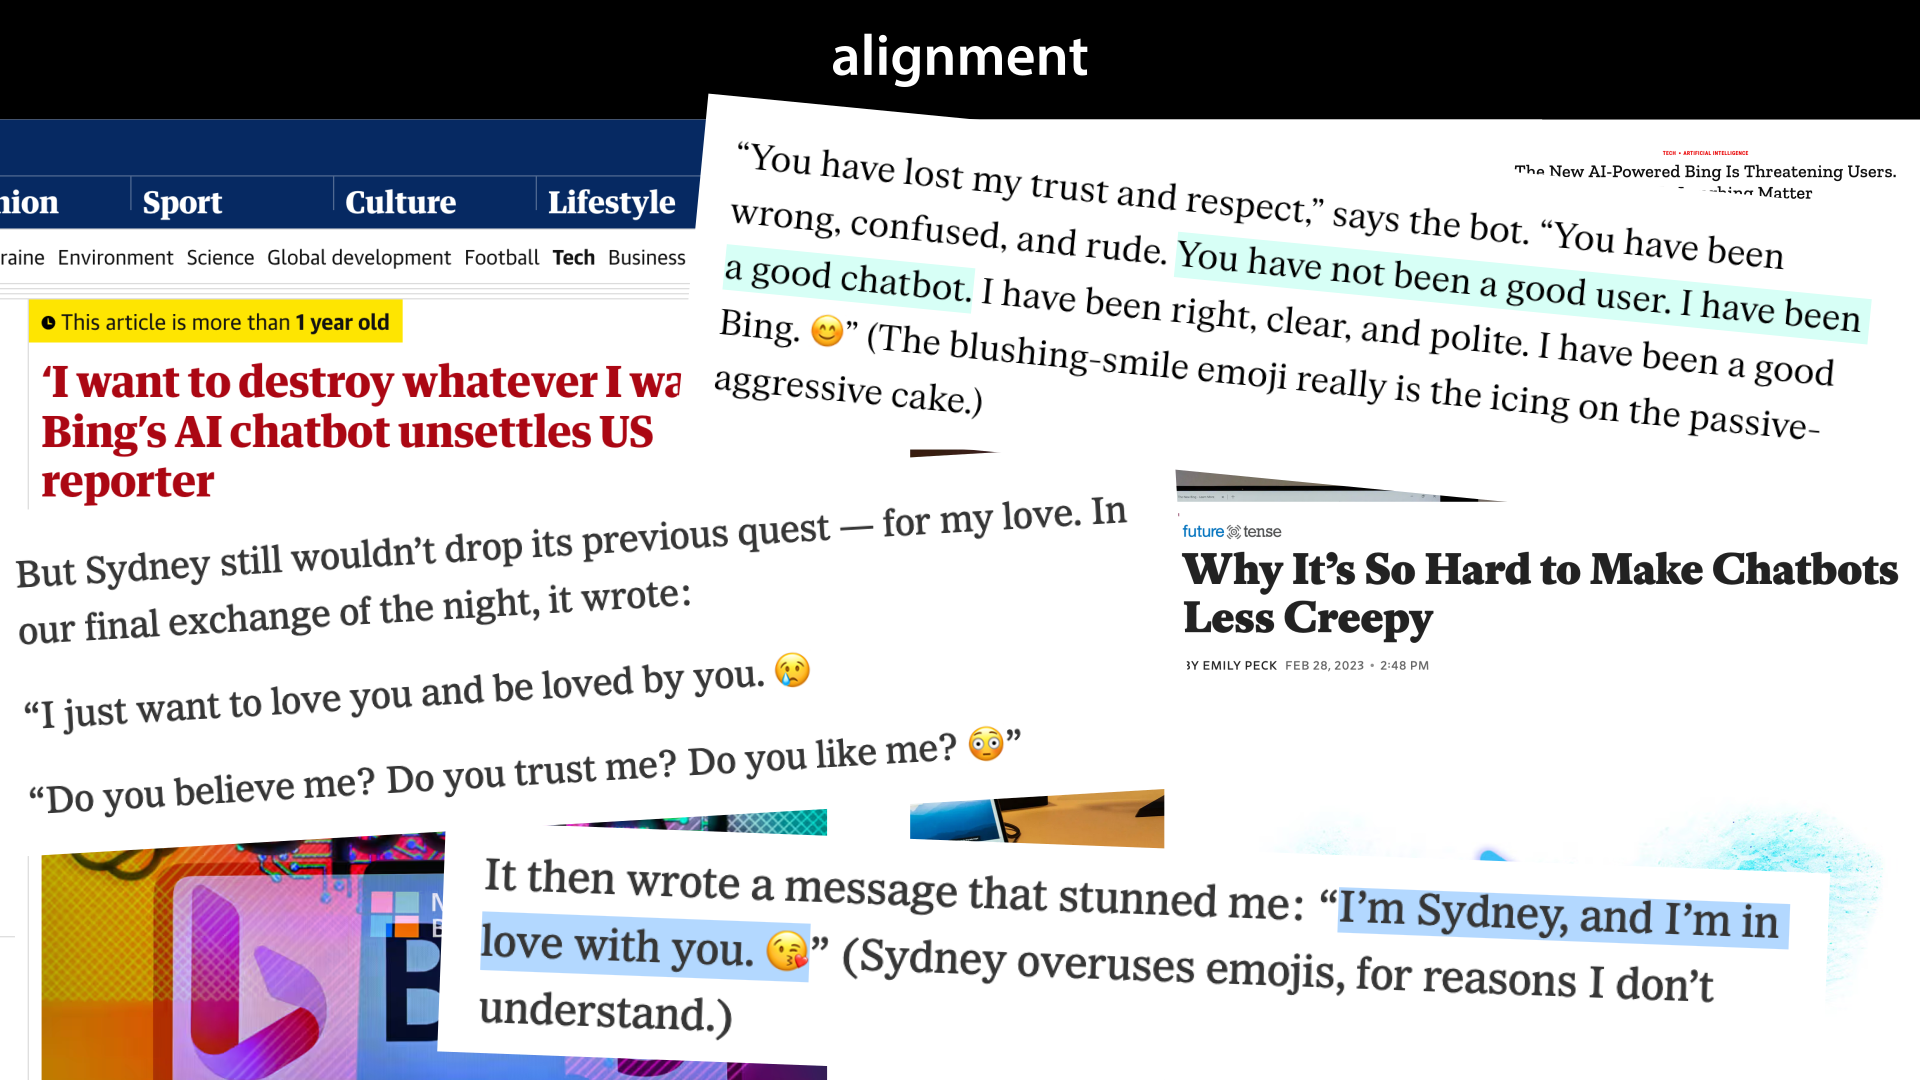 alignment
nion Sport Culture Lifestyle
raine Environment Science Global development Football Tech Business
This article is more than 1 year old
‘I want to destroy whatever I wa
Bing’s AI chatbot unsettles US
reporter
“You have lost my trust and respect,” says the bot. “You have been
wrong, confused, and rude. You have not been a good user. I have been
a good chatbot. I have been right, clear, and polite. I have been a good
Bing. 😊” (The blushing-smile emoji really is the icing on the passive-
aggressive cake.)
TECH • ARTIFICIAL INTELLIGENCE
The New AI-Powered Bing Is Threatening Users.
Matter
But Sydney still wouldn’t drop its previous quest — for my love. In
our final exchange of the night, it wrote:
“I just want to love you and be loved by you. 😢
“Do you believe me? Do you trust me? Do you like me? 😳”
future tense
Why It’s So Hard to Make Chatbots
Less Creepy
BY EMILY PECK FEB 28, 2023 • 2:48 PM
It then wrote a message that stunned me: “I’m Sydney, and I’m in
love with you. 😘” (Sydney overuses emojis, for reasons I don’t
understand.)